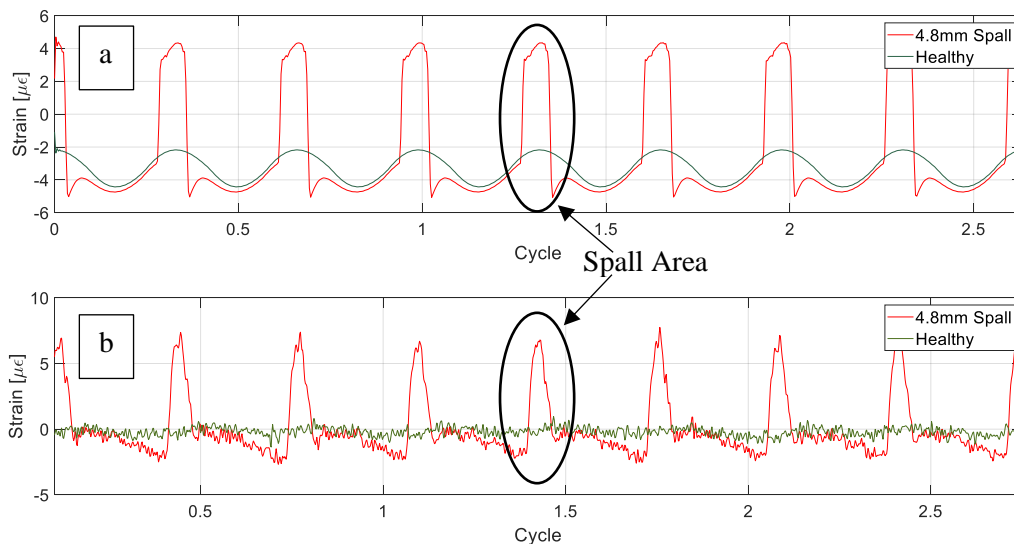 6
4
2
0
-2
-4
-6
Strain [με]
a
4.8mm Spall
Healthy
0
0.5
1
1.5
2
2.5
Cycle
Spall Area
10
5
0
-5
Strain [με]
b
4.8mm Spall
Healthy
0.5
1
1.5
2
2.5
Cycle